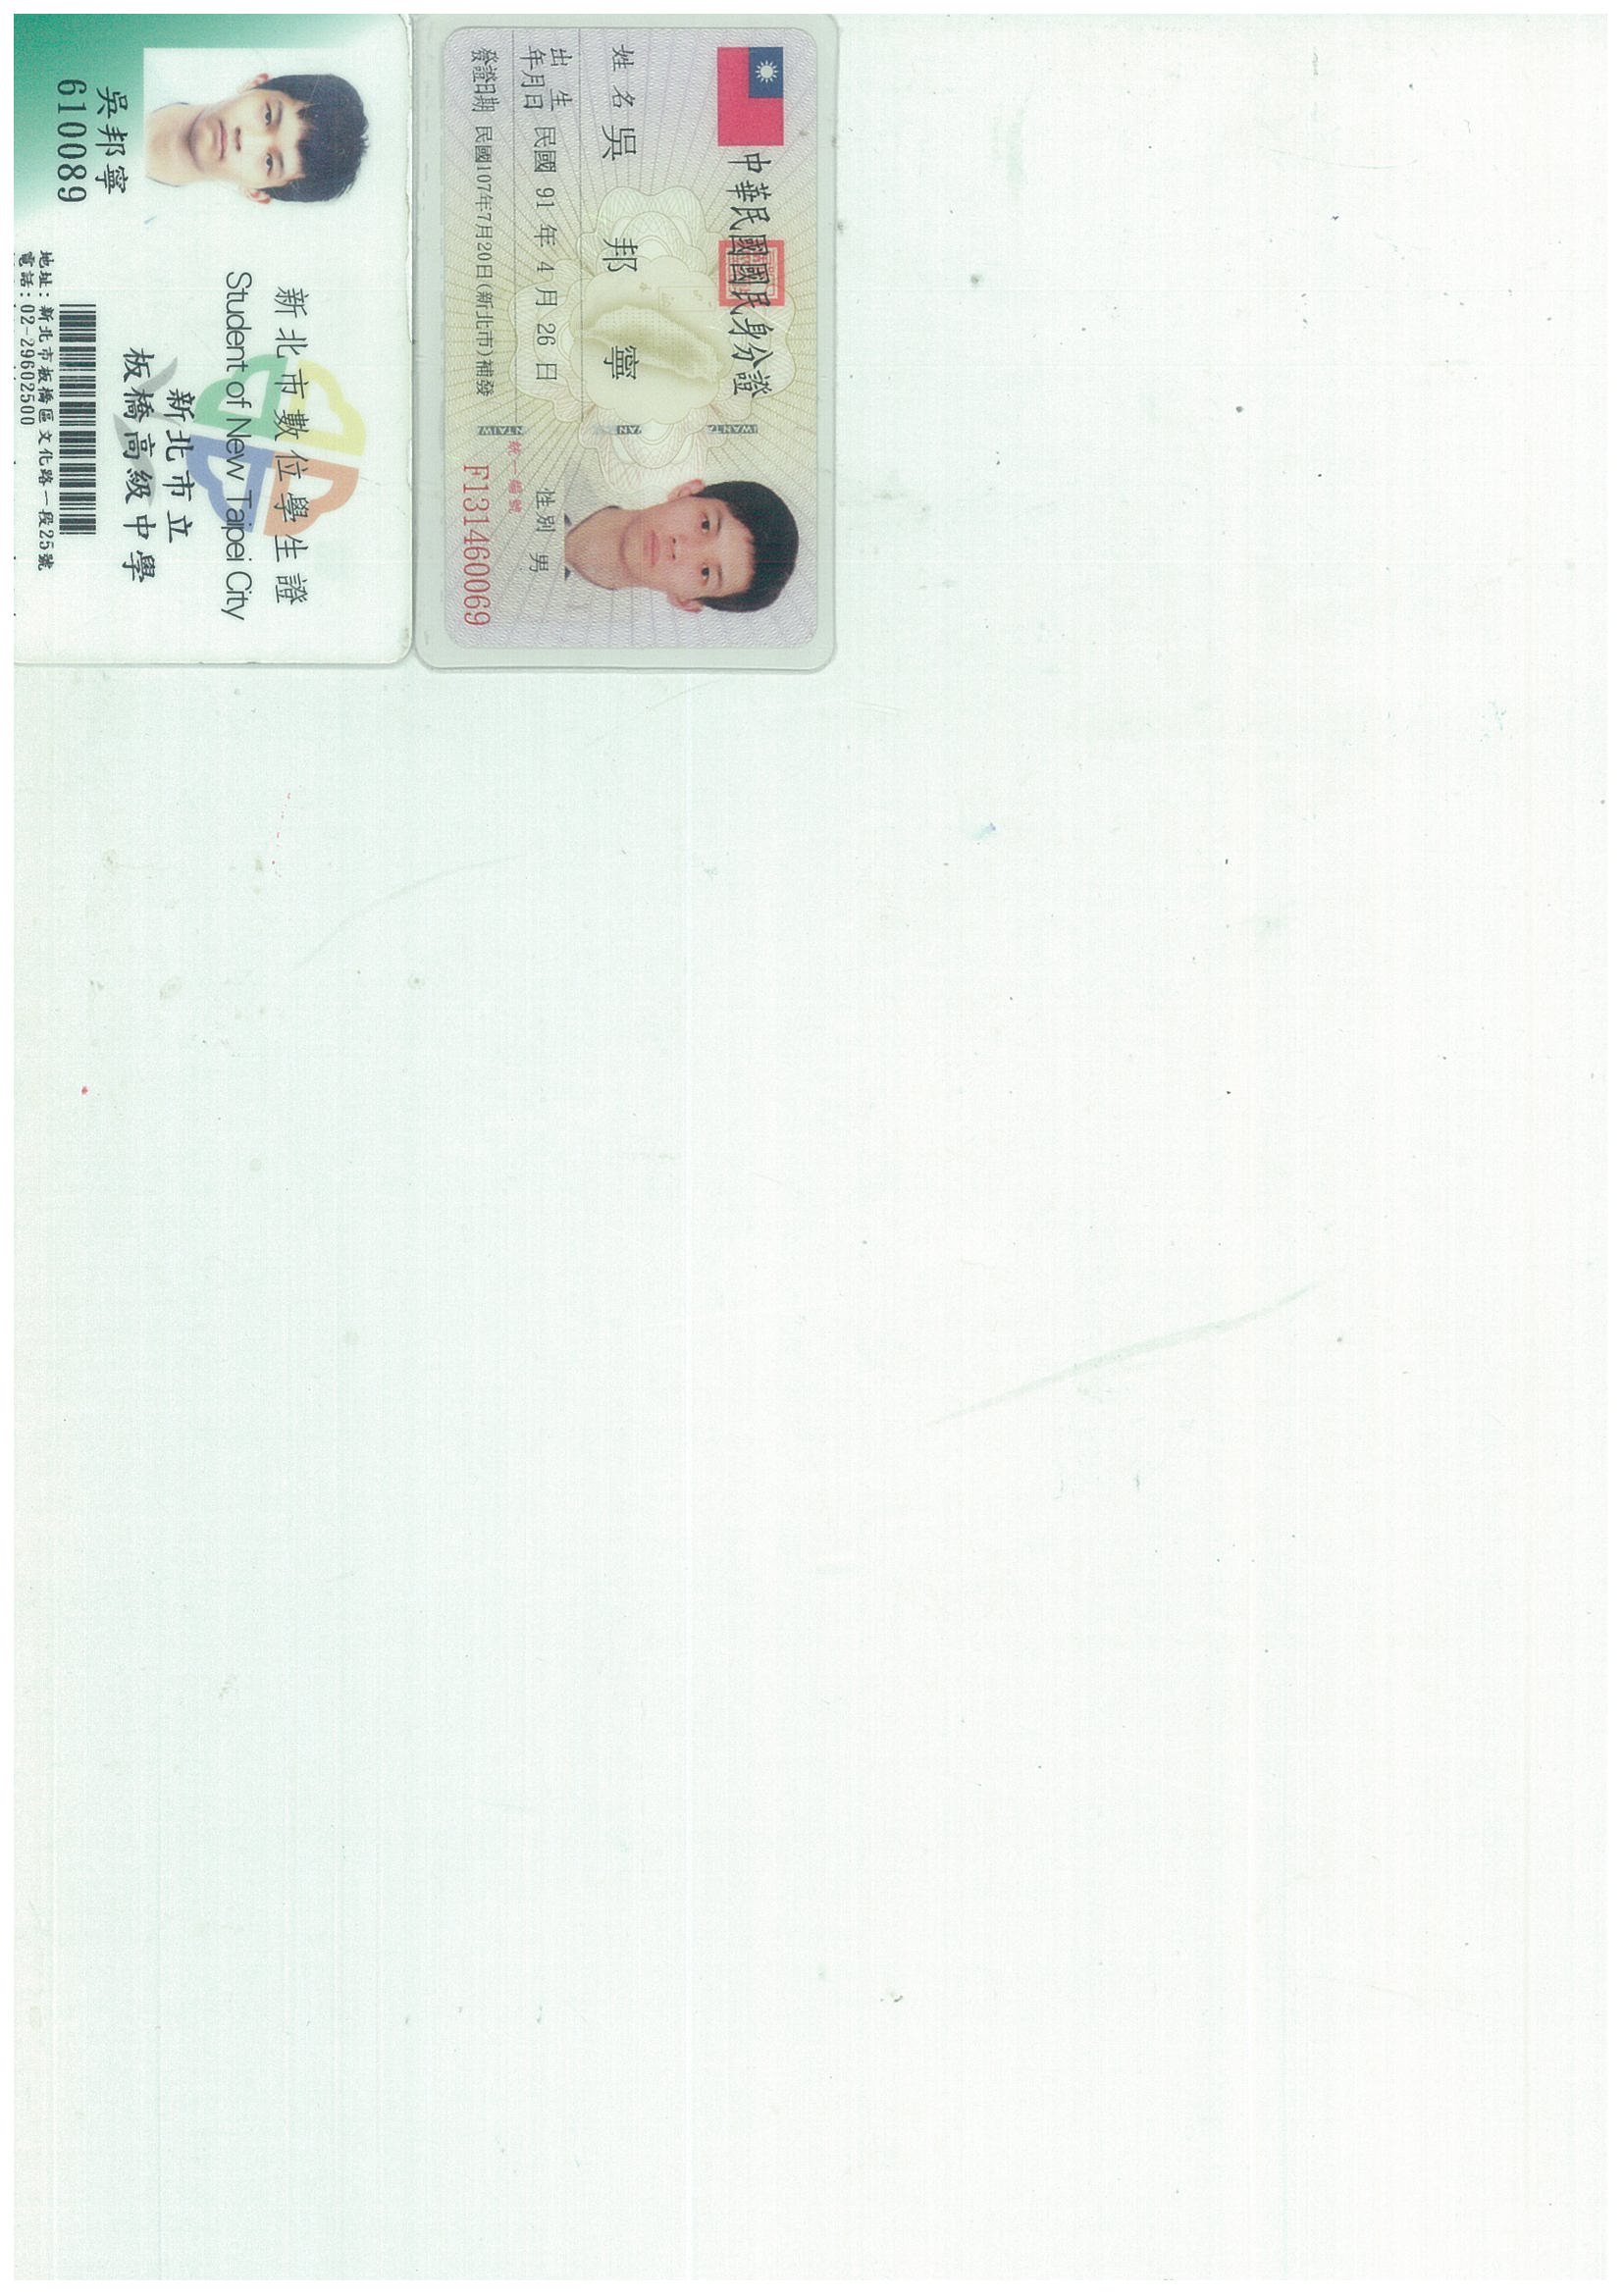 吳邦寧
610089
新北市數位學生證
Student of New Taipei City
新北市立
板橋高級中學
地址：新北市板橋區文化路一段25號
電話：02-29602500
中華民國國民身分證
姓名 吳邦寧
出生年月日 民國 91 年 4 月 26 日
性別 男
發證日期 民國107年7月20日(新北市)補發
統一編號
F131460069